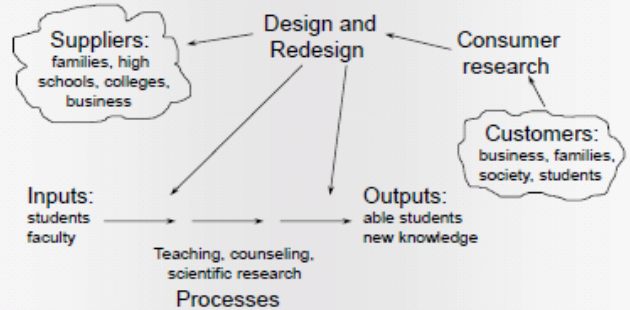 Suppliers:
families, high
schools, colleges,
business
Design and
Redesign
Consumer
research
Customers:
business, families,
society, students
Inputs:
students
faculty
Teaching, counseling,
scientific research
Processes
Outputs:
able students
new knowledge